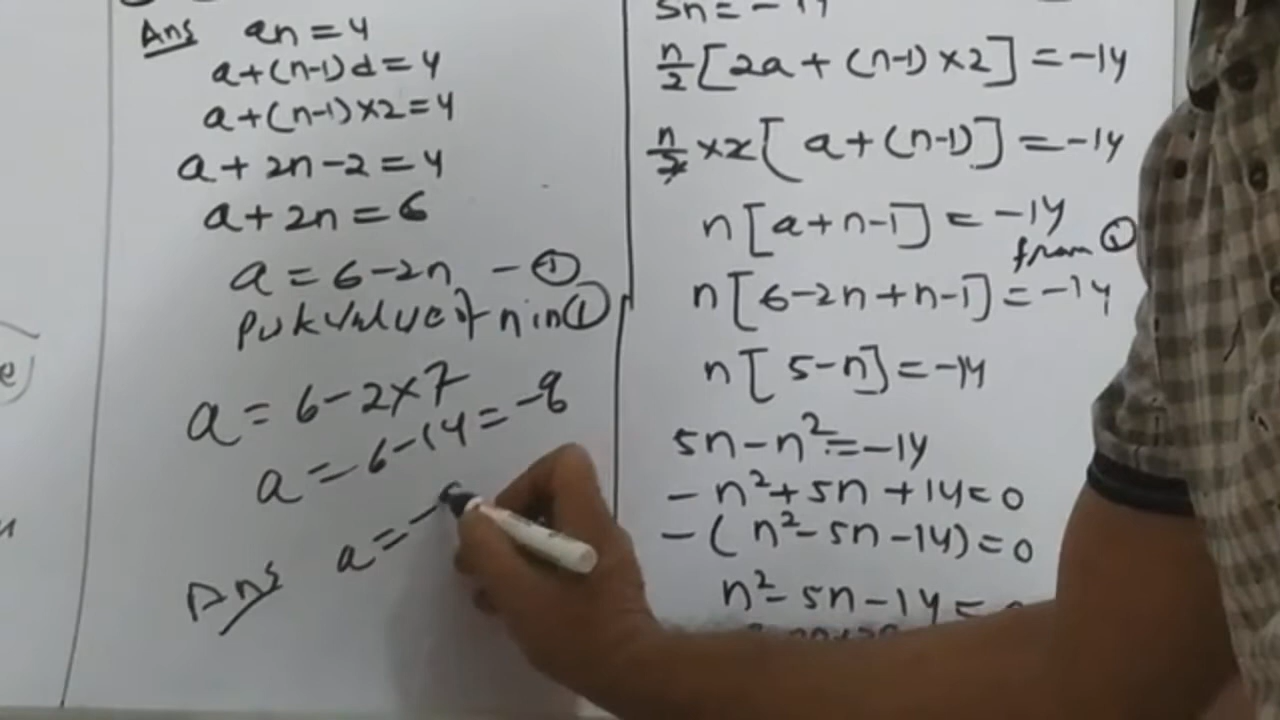 Ans an = 4
a+(n-1)d = 4
a+(n-1)×2 = 4
a + 2n - 2 = 4
a + 2n = 6
a = 6-2n - ①
Put value of n in ①
a = 6-2×7
a = 6-14 = -8
Ans a = -
Sn = -14
n/2 [2a + (n-1)×2] = -14
n/2 ×2 [a+(n-1)] = -14
n[a+n-1] = -14
from ①
n[6-2n+n-1] = -14
n[5-n] = -14
5n-n² = -14
-n²+5n+14=0
-(n²-5n-14)=0
n²-5n-14=